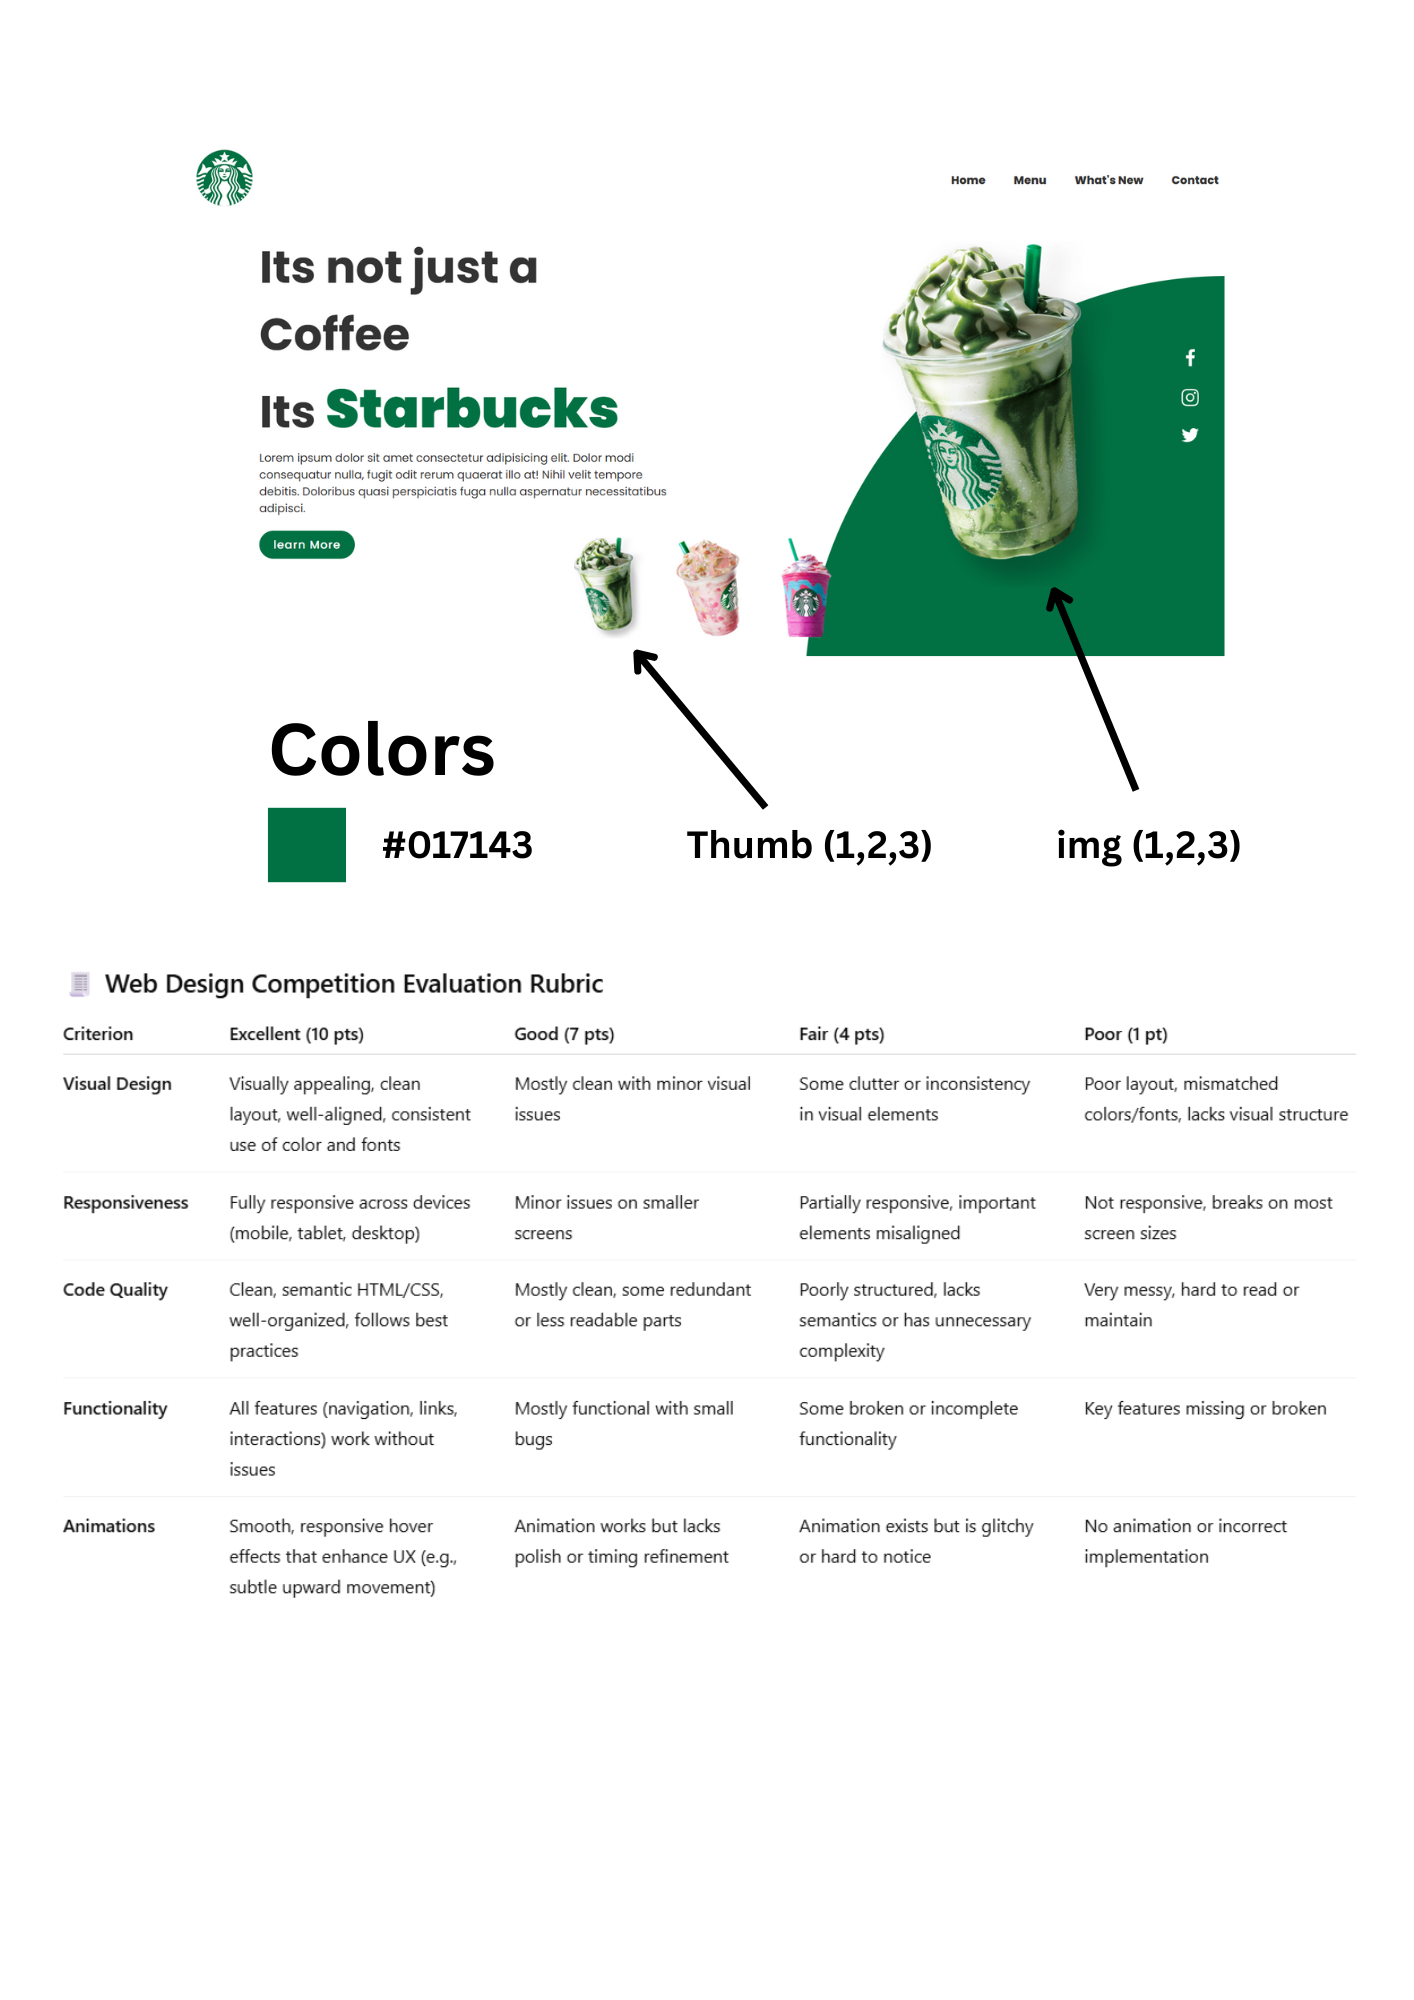 Home Menu What's New Contact
Its not just a
Coffee
Its Starbucks
Lorem ipsum dolor sit amet consectetur adipisicing elit. Dolor modi
consequatur nulla, fugit odit rerum quaerat illo at! Nihil velit tempore
debitis. Doloribus quasi perspiciatis fuga nulla aspernatur necessitatibus
adipisci.
learn More
Colors
#017143
Thumb (1,2,3)
img (1,2,3)
Web Design Competition Evaluation Rubric
Criterion Excellent (10 pts) Good (7 pts) Fair (4 pts) Poor (1 pt)
Visual Design
Visually appealing, clean
layout, well-aligned, consistent
use of color and fonts
Mostly clean with minor visual
issues
Some clutter or inconsistency
in visual elements
Poor layout, mismatched
colors/fonts, lacks visual structure
Responsiveness
Fully responsive across devices
(mobile, tablet, desktop)
Minor issues on smaller
screens
Partially responsive, important
elements misaligned
Not responsive, breaks on most
screen sizes
Code Quality
Clean, semantic HTML/CSS,
well-organized, follows best
practices
Mostly clean, some redundant
or less readable parts
Poorly structured, lacks
semantics or has unnecessary
complexity
Very messy, hard to read or
maintain
Functionality
All features (navigation, links,
interactions) work without
issues
Mostly functional with small
bugs
Some broken or incomplete
functionality
Key features missing or broken
Animations
Smooth, responsive hover
effects that enhance UX (e.g.,
subtle upward movement)
Animation works but lacks
polish or timing refinement
Animation exists but is glitchy
or hard to notice
No animation or incorrect
implementation